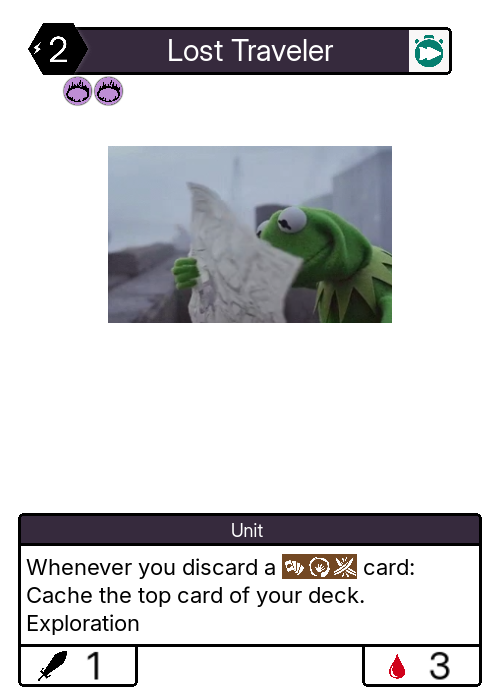 2
Lost Traveler
Unit
Whenever you discard a card:
Cache the top card of your deck.
Exploration
1
3